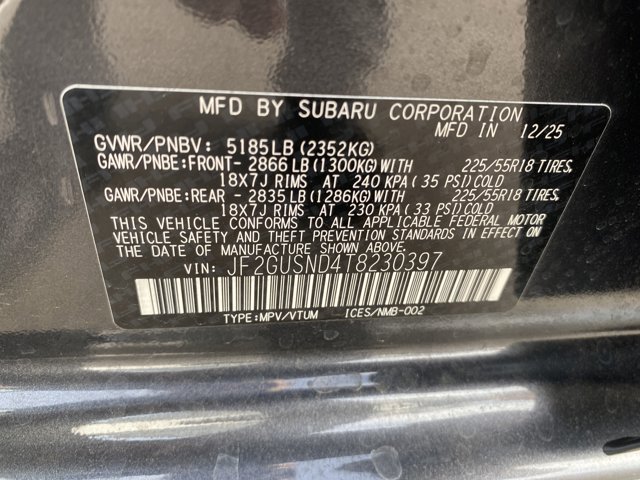 MFD BY SUBARU CORPORATION
MFD IN 12/25
GVWR/PNBV: 5185LB (2352KG)
GAWR/PNBE:FRONT- 2866 LB (1300KG) WITH 225/55R18 TIRES,
18X7J RIMS AT 240 KPA (35 PSI) COLD
GAWR/PNBE:REAR - 2835 LB (1286KG) WITH 225/55R18 TIRES,
18X7J RIMS AT 230 KPA (33 PSI) COLD
THIS VEHICLE CONFORMS TO ALL APPLICABLE FEDERAL MOTOR
VEHICLE SAFETY AND THEFT PREVENTION STANDARDS IN EFFECT ON
THE DATE OF MANUFACTURE SHOWN ABOVE.
VIN: JF2GUSND4T8230397
TYPE:MPV/VTUM ICES/NMB-002